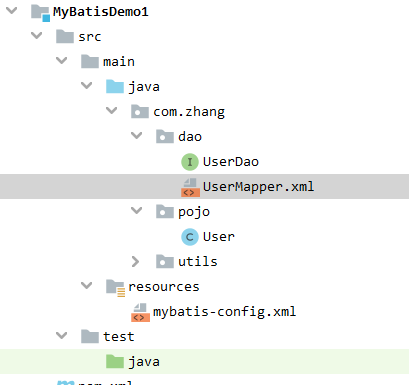 MyBatisDemo1
src
main
java
com.zhang
dao
I UserDao
<> UserMapper.xml
pojo
C User
utils
resources
<> mybatis-config.xml
test
java